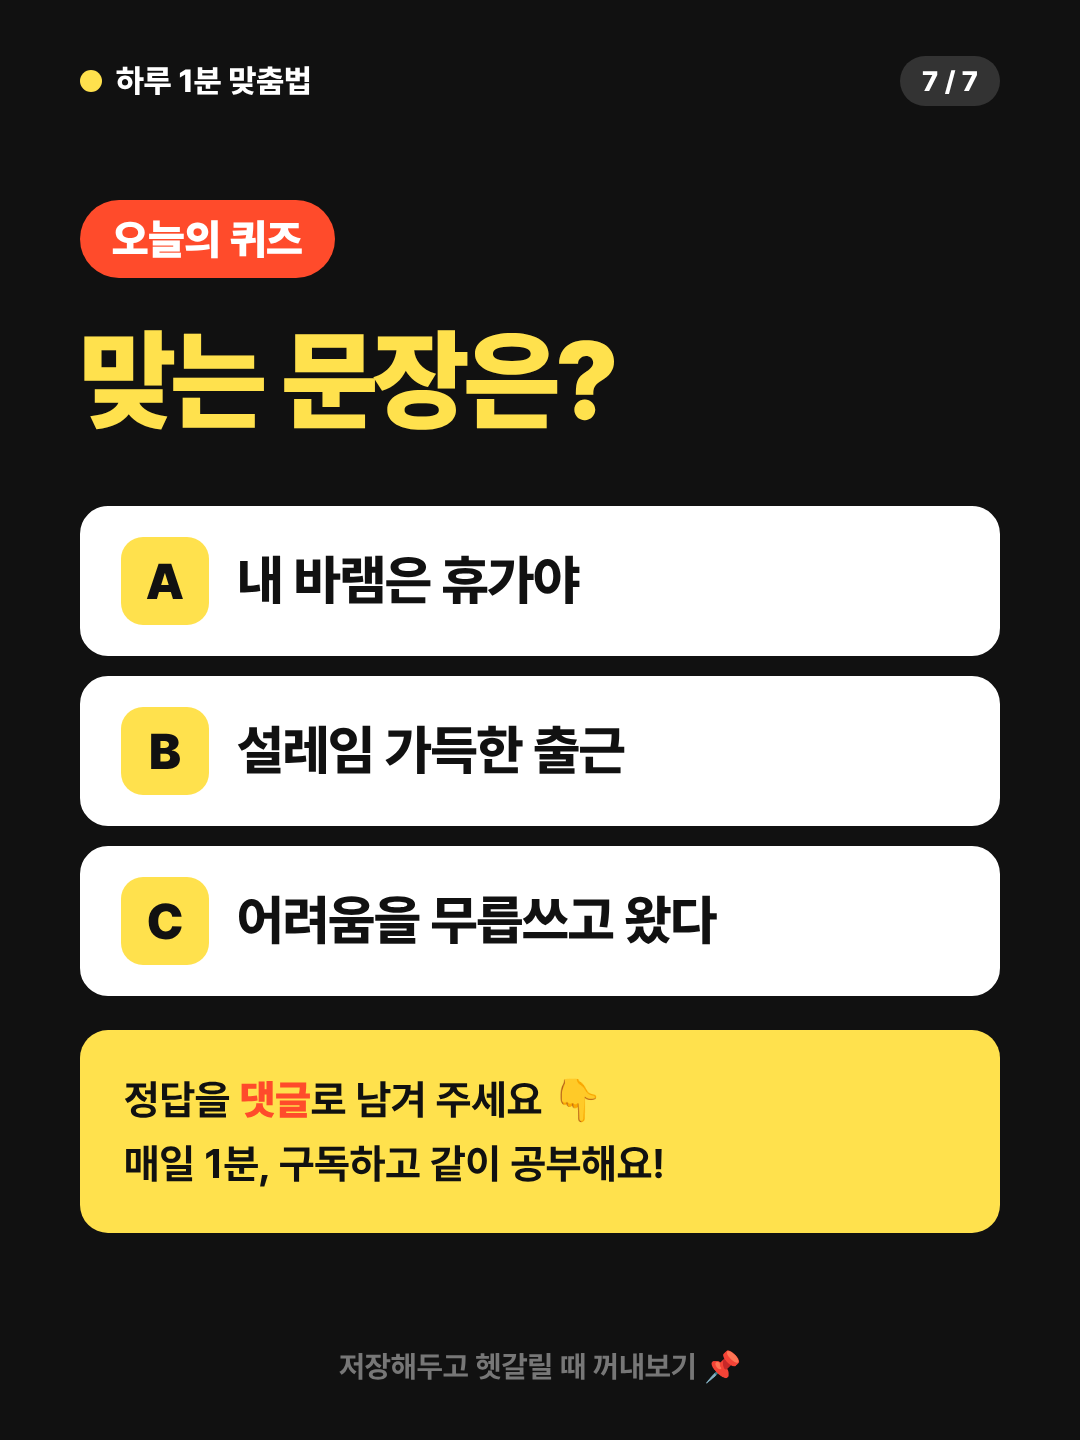 하루 1분 맞춤법
7 / 7
오늘의 퀴즈
맞는 문장은?
A 내 바램은 휴가야
B 설레임 가득한 출근
C 어려움을 무릅쓰고 왔다
정답을 댓글로 남겨 주세요 👇
매일 1분, 구독하고 같이 공부해요!
저장해두고 헷갈릴 때 꺼내보기 📌